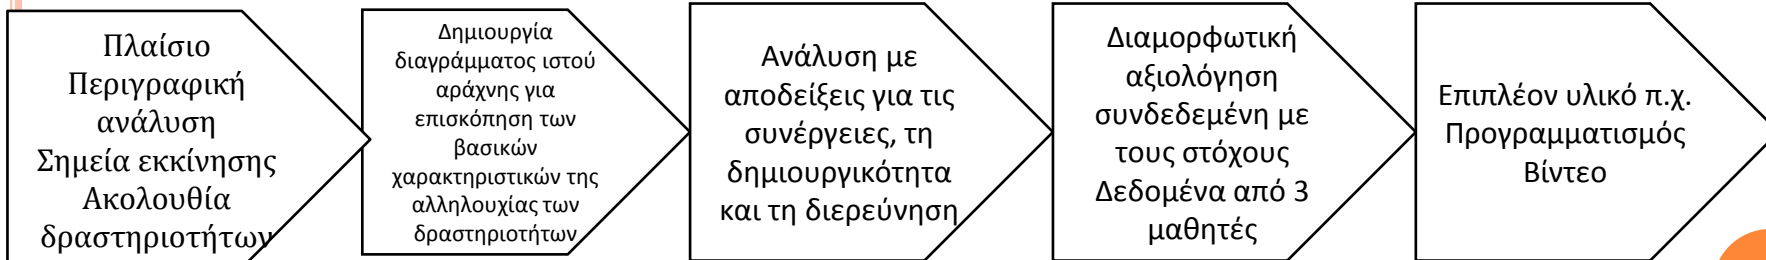 Πλαίσιο
Περιγραφική
ανάλυση
Σημεία εκκίνησης
Ακολουθία
δραστηριοτήτων
Δημιουργία
διαγράμματος ιστού
αράχνης για
επισκόπηση των
βασικών
χαρακτηριστικών της
αλληλουχίας των
δραστηριοτήτων
Ανάλυση με
αποδείξεις για τις
συνέργειες, τη
δημιουργικότητα
και τη διερεύνηση
Διαμορφωτική
αξιολόγηση
συνδεδεμένη με
τους στόχους
Δεδομένα από 3
μαθητές
Επιπλέον υλικό π.χ.
Προγραμματισμός
Βίντεο